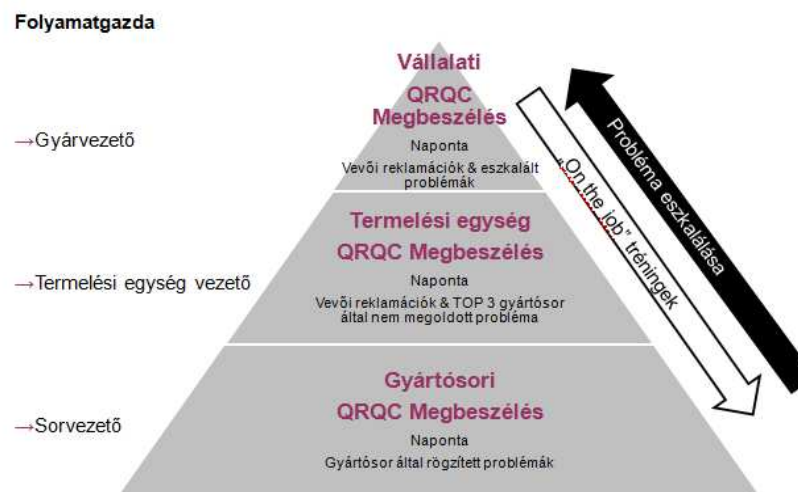 Folyamatgazda
Vállalati
QRQC
Megbeszélés
→Gyárvezető
Naponta
Vevői reklamációk & eszkalált
problémák
Termelési egység
QRQC Megbeszélés
→Termelési egység vezető
Naponta
Vevői reklamációk & TOP 3 gyártósor
által nem megoldott probléma
Gyártósori
QRQC Megbeszélés
→Sorvezető
Naponta
Gyártósor által rögzített problémák
„On the job” tréningek
Probléma eszkalálása